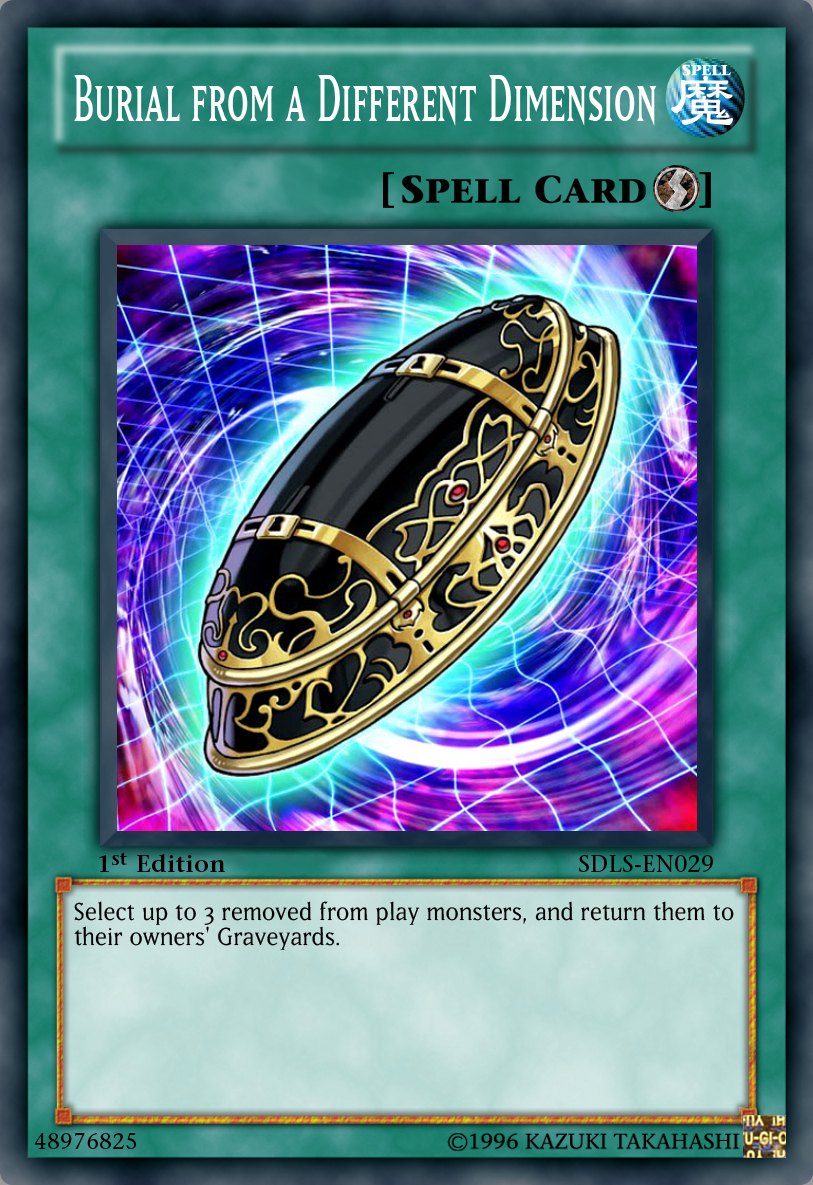 Burial from a Different Dimension
SPELL
魔
[Spell Card]
1st Edition
SDLS-EN029
Select up to 3 removed from play monsters, and return them to
their owners' Graveyards.
48976825
©1996 KAZUKI TAKAHASHI
U-GI-O